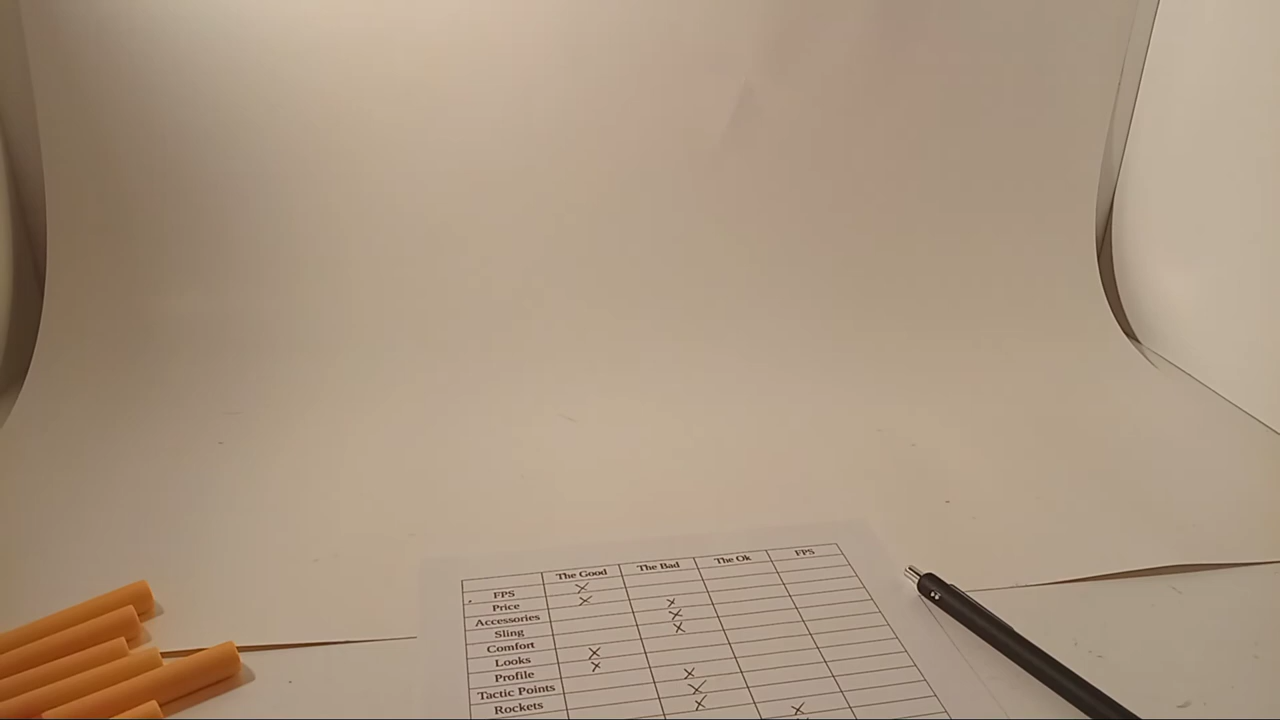 The Good The Bad The Ok FPS
FPS X
Price X X
Accessories X
Sling X
Comfort
Looks X
Profile X X
Tactic Points X
Rockets X X